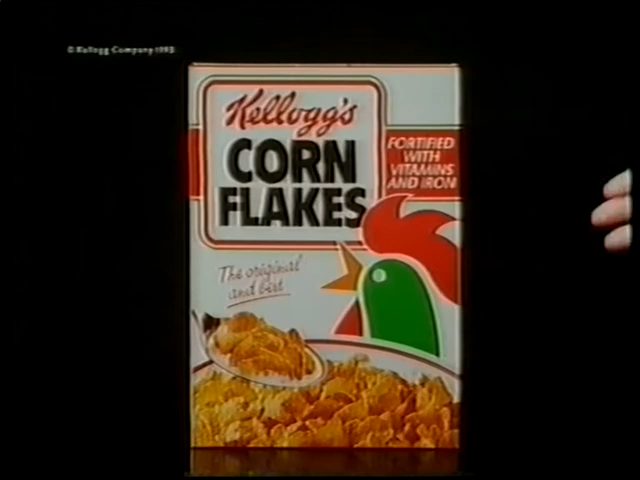 © Kellogg Company 1993
Kellogg's
CORN
FLAKES
FORTIFIED
WITH
VITAMINS
AND IRON
The original
and best